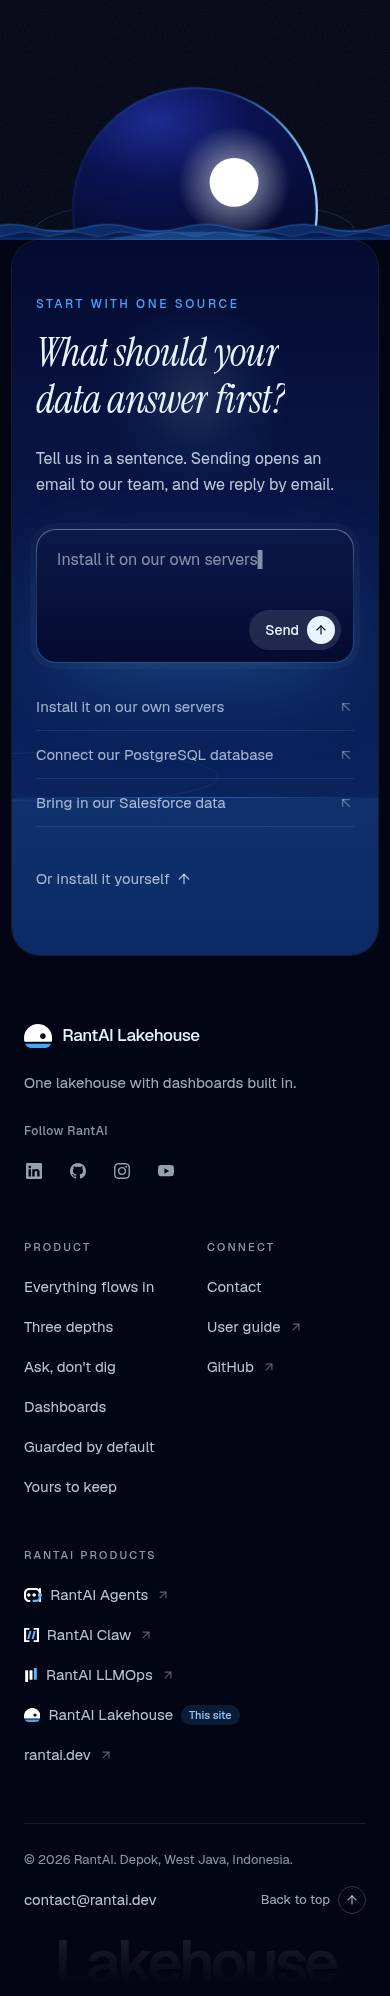 START WITH ONE SOURCE
What should your
data answer first?
Tell us in a sentence. Sending opens an
email to our team, and we reply by email.
Install it on our own servers
Send
Install it on our own servers
Connect our PostgreSQL database
Bring in our Salesforce data
Or install it yourself
RantAI Lakehouse
One lakehouse with dashboards built in.
Follow RantAI
PRODUCT
Everything flows in
Three depths
Ask, don't dig
Dashboards
Guarded by default
Yours to keep
CONNECT
Contact
User guide
GitHub
RANTAI PRODUCTS
RantAI Agents
RantAI Claw
RantAI LLMOps
RantAI Lakehouse This site
rantai.dev
© 2026 RantAI. Depok, West Java, Indonesia.
contact@rantai.dev
Back to top
Lakehouse